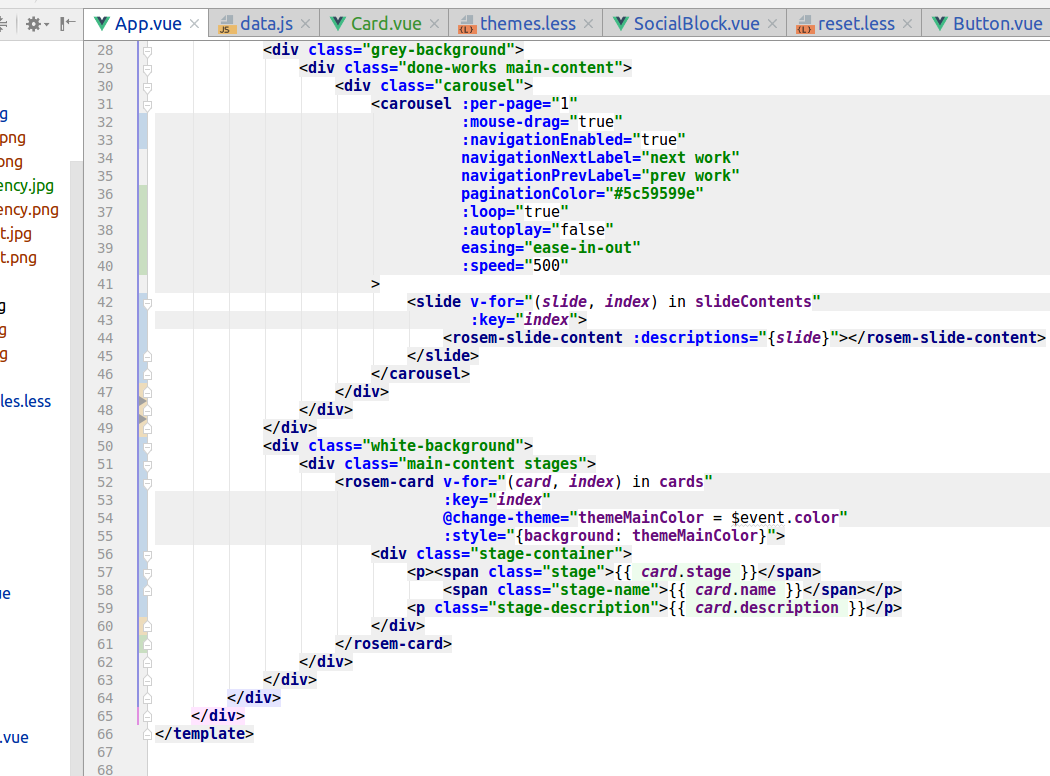 App.vue data.js Card.vue themes.less SocialBlock.vue reset.less Button.vue
28 <div class="grey-background">
29 <div class="done-works main-content">
30 <div class="carousel">
31 <carousel :per-page="1"
32 :mouse-drag="true"
33 :navigationEnabled="true"
34 navigationNextLabel="next work"
35 navigationPrevLabel="prev work"
36 paginationColor="#5c59599e"
37 :loop="true"
38 :autoplay="false"
39 easing="ease-in-out"
40 :speed="500"
41 >
42 <slide v-for="(slide, index) in slideContents"
43 :key="index">
44 <rosem-slide-content :descriptions="{slide}"></rosem-slide-content>
45 </slide>
46 </carousel>
47 </div>
48 </div>
49 </div>
50 <div class="white-background">
51 <div class="main-content stages">
52 <rosem-card v-for="(card, index) in cards"
53 :key="index"
54 @change-theme="themeMainColor = $event.color"
55 :style="{background: themeMainColor}">
56 <div class="stage-container">
57 <p><span class="stage">{{ card.stage }}</span>
58 <span class="stage-name">{{ card.name }}</span></p>
59 <p class="stage-description">{{ card.description }}</p>
60 </div>
61 </rosem-card>
62 </div>
63 </div>
64 </div>
65 </div>
66 </template>
67
68
g
png
png
ency.jpg
ency.png
t.jpg
t.png
g
g
g
les.less
ue
.vue